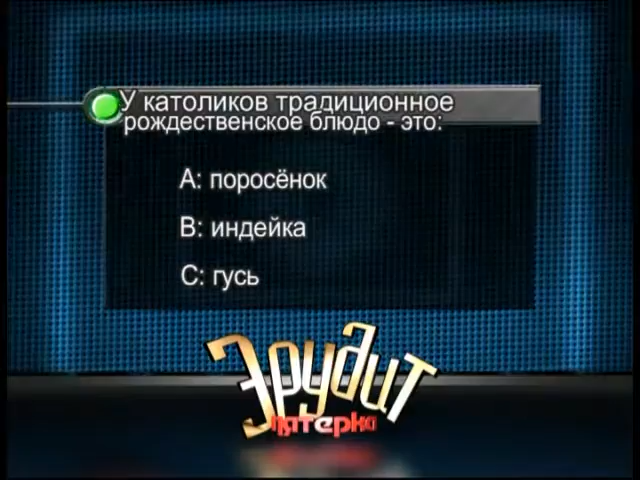 У католиков традиционное
рождественское блюдо - это:
А: поросёнок
В: индейка
С: гусь
Эрудит
пятерка